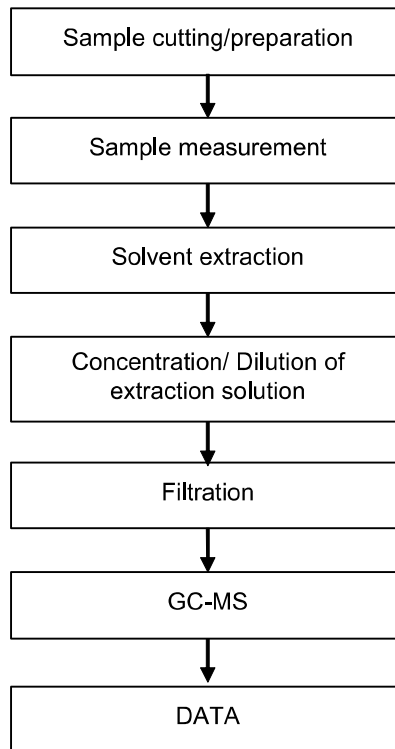 Sample cutting/preparation
Sample measurement
Solvent extraction
Concentration/ Dilution of
extraction solution
Filtration
GC-MS
DATA